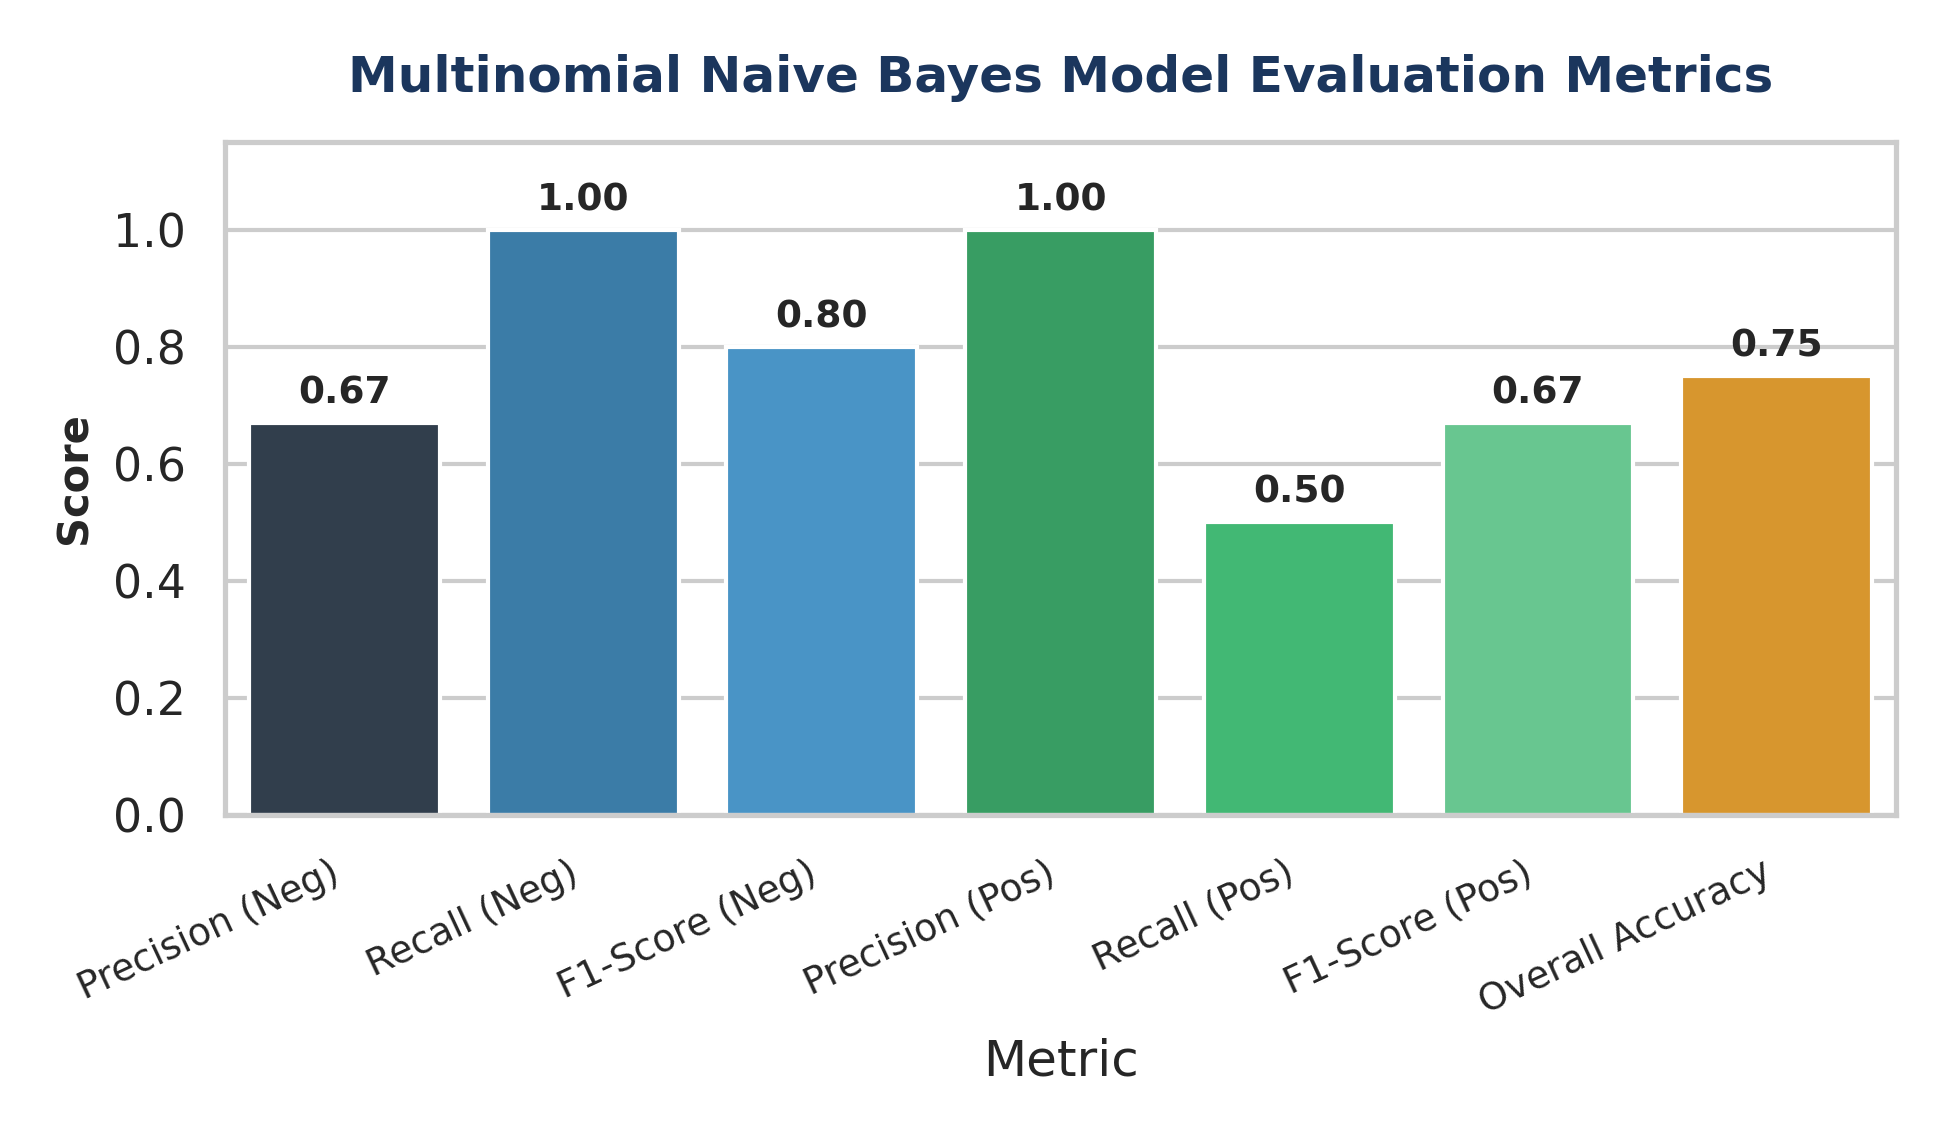 Multinomial Naive Bayes Model Evaluation Metrics
Score
1.0
0.8
0.6
0.4
0.2
0.0
0.67
1.00
0.80
1.00
0.50
0.67
0.75
Precision (Neg)
Recall (Neg)
F1-Score (Neg)
Precision (Pos)
Recall (Pos)
F1-Score (Pos)
Overall Accuracy
Metric